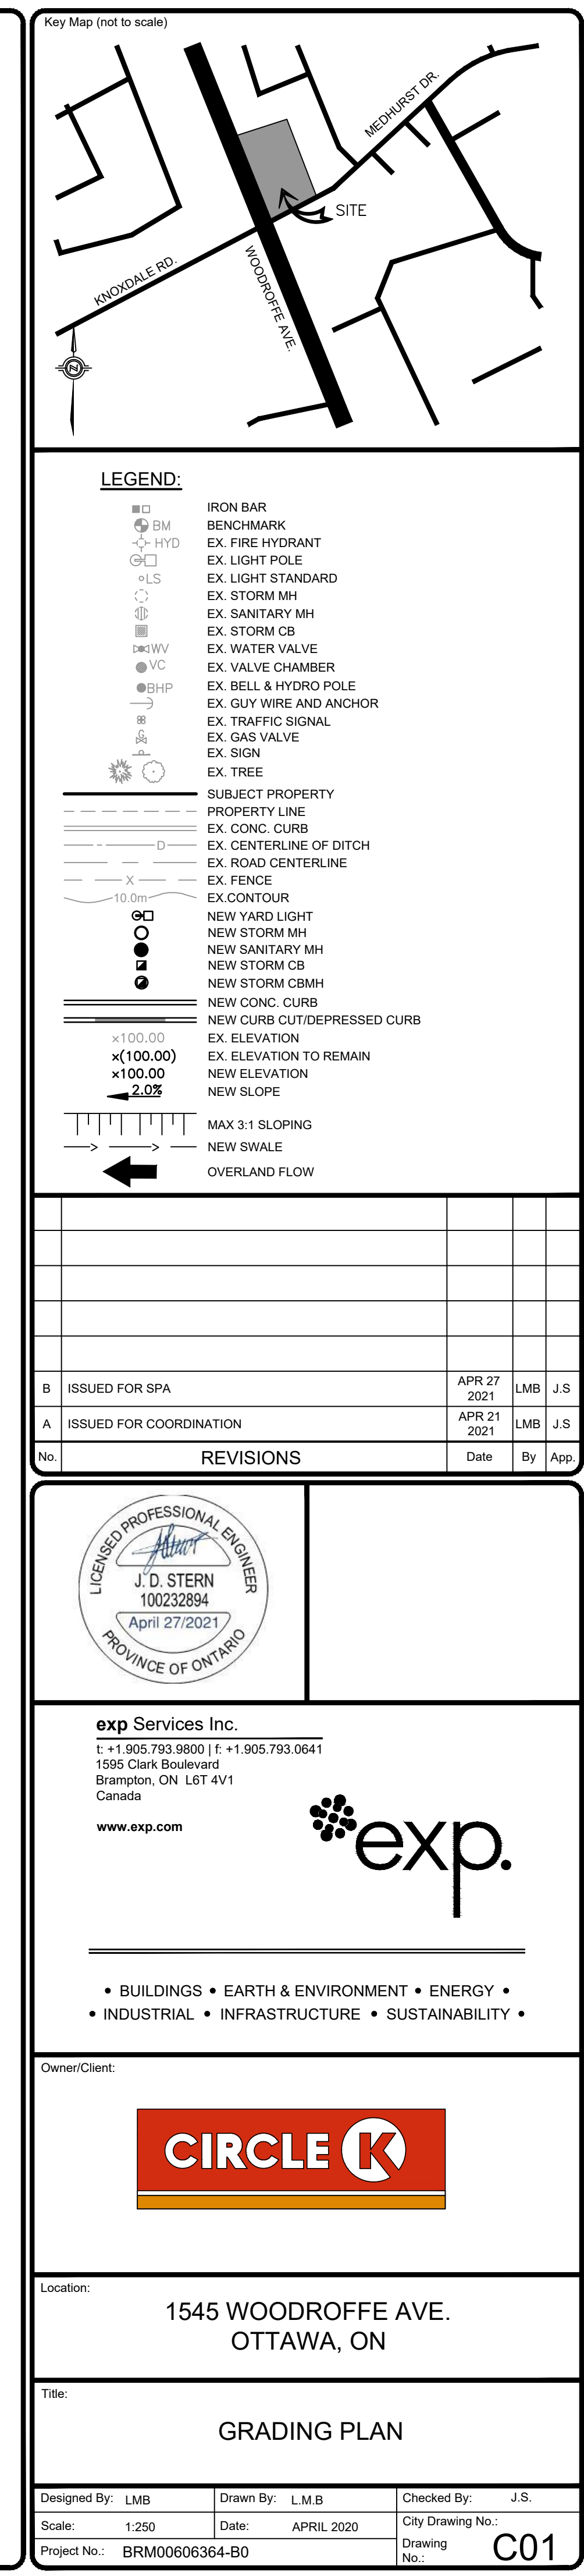 Key Map (not to scale)
MEDHURST DR.
SITE
KNOXDALE RD.
WOODROFFE AVE.
N
LEGEND:
IRON BAR
BM BENCHMARK
HYD EX. FIRE HYDRANT
EX. LIGHT POLE
LS EX. LIGHT STANDARD
EX. STORM MH
EX. SANITARY MH
EX. STORM CB
WV EX. WATER VALVE
VC EX. VALVE CHAMBER
BHP EX. BELL & HYDRO POLE
EX. GUY WIRE AND ANCHOR
EX. TRAFFIC SIGNAL
G EX. GAS VALVE
EX. SIGN
EX. TREE
SUBJECT PROPERTY
PROPERTY LINE
EX. CONC. CURB
D EX. CENTERLINE OF DITCH
EX. ROAD CENTERLINE
X EX. FENCE
10.0m EX.CONTOUR
NEW YARD LIGHT
NEW STORM MH
NEW SANITARY MH
NEW STORM CB
NEW STORM CBMH
NEW CONC. CURB
NEW CURB CUT/DEPRESSED CURB
x100.00 EX. ELEVATION
x(100.00) EX. ELEVATION TO REMAIN
x100.00 NEW ELEVATION
2.0% NEW SLOPE
MAX 3:1 SLOPING
NEW SWALE
OVERLAND FLOW
B ISSUED FOR SPA APR 27 2021 LMB J.S
A ISSUED FOR COORDINATION APR 21 2021 LMB J.S
No. REVISIONS Date By App.
LICENSED PROFESSIONAL ENGINEER
J. D. STERN
100232894
April 27/2021
PROVINCE OF ONTARIO
exp Services Inc.
t: +1.905.793.9800 | f: +1.905.793.0641
1595 Clark Boulevard
Brampton, ON L6T 4V1
Canada
www.exp.com
exp.
• BUILDINGS • EARTH & ENVIRONMENT • ENERGY •
• INDUSTRIAL • INFRASTRUCTURE • SUSTAINABILITY •
Owner/Client:
CIRCLE K
Location:
1545 WOODROFFE AVE.
OTTAWA, ON
Title:
GRADING PLAN
Designed By: LMB Drawn By: L.M.B Checked By: J.S.
Scale: 1:250 Date: APRIL 2020 City Drawing No.:
Project No.: BRM00606364-B0 Drawing No.: C01